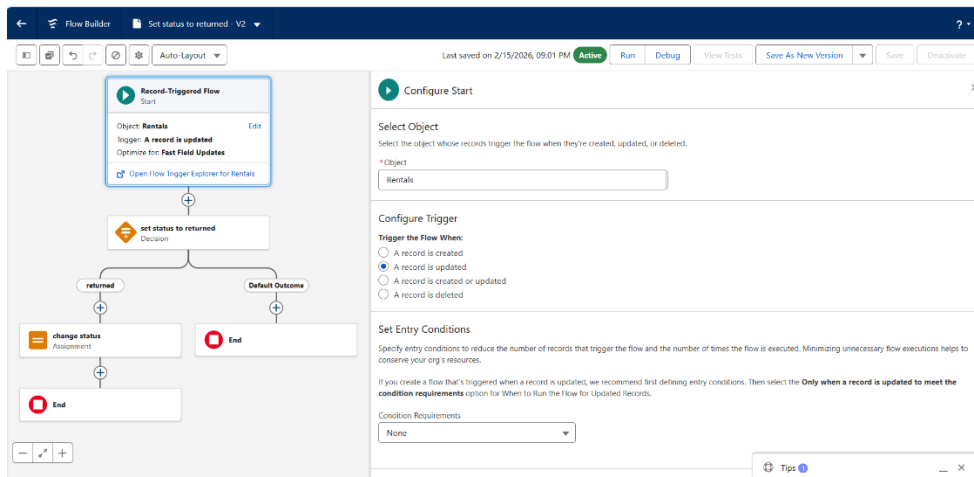 Flow Builder
Set status to returned - V2
?
Auto-Layout
Last saved on 2/15/2026, 09:01 PM
Active
Run
Debug
View Tests
Save As New Version
Save
Deactivate
Record-Triggered Flow
Start
Object: Rentals
Edit
Trigger: A record is updated
Optimize for: Fast Field Updates
Open Flow Trigger Explorer for Rentals
set status to returned
Decision
returned
Default Outcome
change status
Assignment
End
End
Configure Start
Select Object
Select the object whose records trigger the flow when they're created, updated, or deleted.
*Object
Rentals
Configure Trigger
Trigger the Flow When:
A record is created
A record is updated
A record is created or updated
A record is deleted
Set Entry Conditions
Specify entry conditions to reduce the number of records that trigger the flow and the number of times the flow is executed. Minimizing unnecessary flow executions helps to
conserve your org's resources.
If you create a flow that's triggered when a record is updated, we recommend first defining entry conditions. Then select the Only when a record is updated to meet the
condition requirements option for When to Run the Flow for Updated Records.
Condition Requirements
None
Tips 1